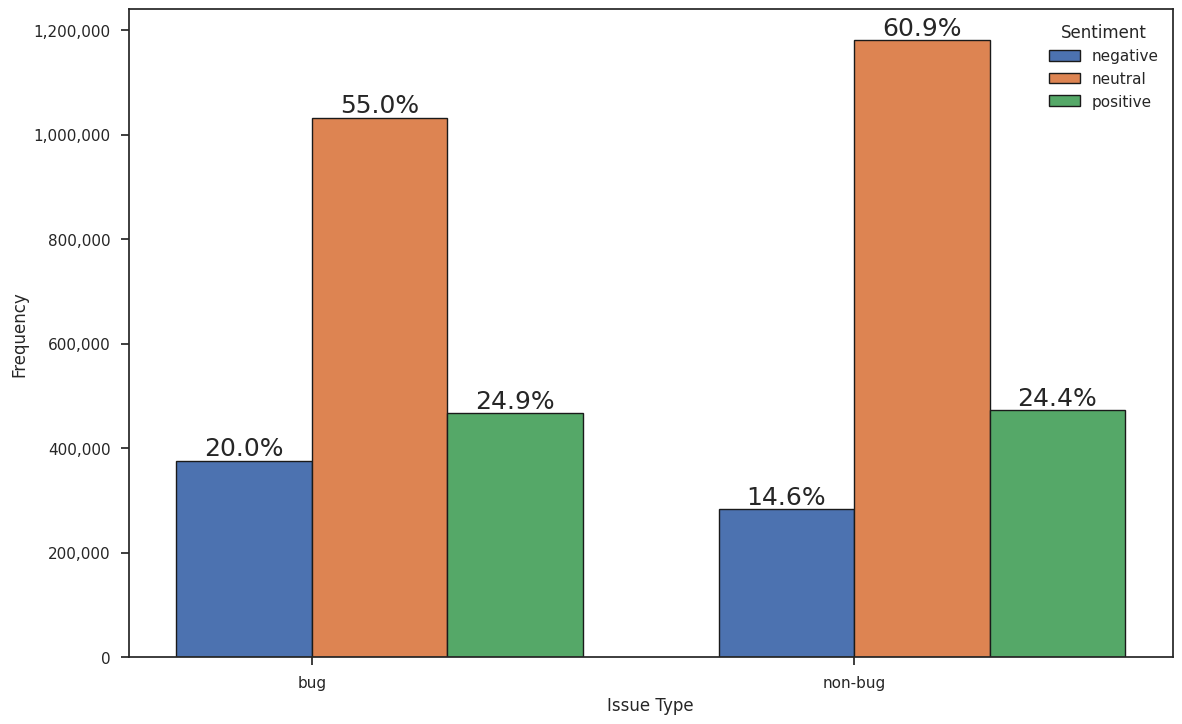 1,200,000
1,000,000
800,000
600,000
400,000
200,000
0
Frequency
20.0%
55.0%
24.9%
14.6%
60.9%
24.4%
Sentiment
negative
neutral
positive
bug
non-bug
Issue Type